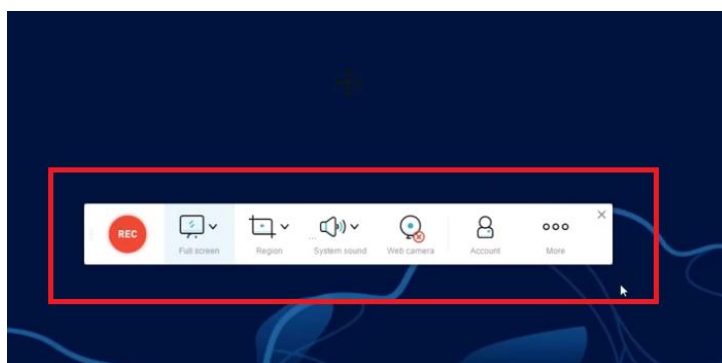 REC
Full screen
Region
System sound
Web camera
Account
More